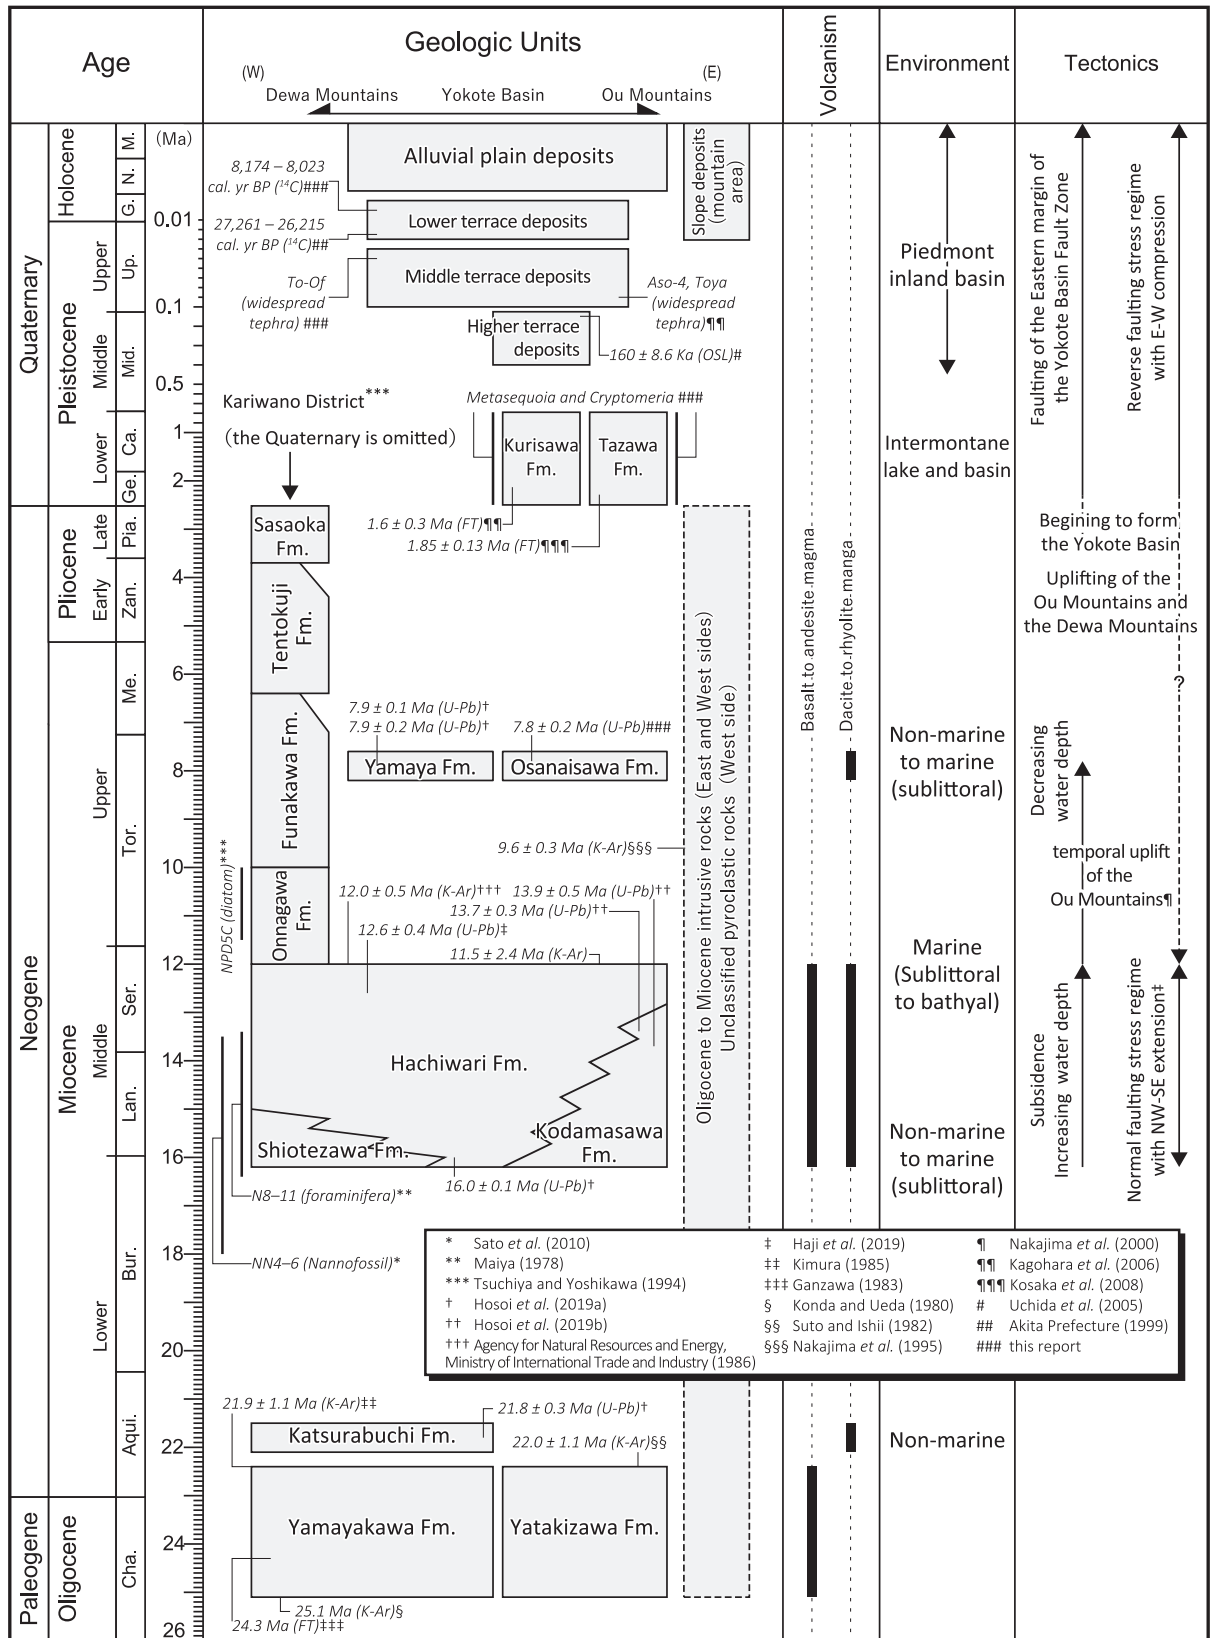 Age
Geologic Units
Volcanism
Environment
Tectonics
(W)
(E)
Dewa Mountains
Yokote Basin
Ou Mountains
Quaternary
Neogene
Paleogene
Holocene
Pleistocene
Pliocene
Miocene
Oligocene
Upper
Middle
Lower
Late
Early
Upper
Middle
Lower
M.
N.
G.
Up.
Mid.
Ca.
Ge.
Pia.
Zan.
Me.
Tor.
Ser.
Lan.
Bur.
Aqui.
Cha.
(Ma)
0.01
0.1
0.5
1
2
4
6
8
10
12
14
16
18
20
22
24
26
Alluvial plain deposits
Slope deposits
(mountain
area)
8,174 – 8,023
cal. yr BP (14C)###
Lower terrace deposits
27,261 – 26,215
cal. yr BP (14C)##
Middle terrace deposits
To-Of
(widespread
tephra) ###
Aso-4, Toya
(widespread
tephra)¶¶
Higher terrace
deposits
160 ± 8.6 Ka (OSL)#
Kariwano District***
(the Quaternary is omitted)
Metasequoia and Cryptomeria ###
Kurisawa
Fm.
Tazawa
Fm.
1.6 ± 0.3 Ma (FT)¶¶
1.85 ± 0.13 Ma (FT)¶¶¶
Sasaoka
Fm.
Tentokuji
Fm.
Funakawa Fm.
Onnagawa
Fm.
7.9 ± 0.1 Ma (U-Pb)†
7.9 ± 0.2 Ma (U-Pb)†
7.8 ± 0.2 Ma (U-Pb)###
Yamaya Fm.
Osanaisawa Fm.
9.6 ± 0.3 Ma (K-Ar)§§§
NPD5C (diatom)***
12.0 ± 0.5 Ma (K-Ar)†††
13.9 ± 0.5 Ma (U-Pb)††
13.7 ± 0.3 Ma (U-Pb)††
12.6 ± 0.4 Ma (U-Pb)‡
11.5 ± 2.4 Ma (K-Ar)
Hachiwari Fm.
Shiotezawa Fm.
Kodamasawa
Fm.
16.0 ± 0.1 Ma (U-Pb)†
N8–11 (foraminifera)**
NN4–6 (Nannofossil)*
Oligocene to Miocene intrusive rocks (East and West sides)
Unclassified pyroclastic rocks (West side)
Basalt to andesite magma
Dacite to rhyolite manga
Piedmont
inland basin
Intermontane
lake and basin
Non-marine
to marine
(sublittoral)
Marine
(Sublittoral
to bathyal)
Non-marine
to marine
(sublittoral)
Non-marine
Faulting of the Eastern margin of
the Yokote Basin Fault Zone
Reverse faulting stress regime
with E-W compression
Begining to form
the Yokote Basin
Uplifting of the
Ou Mountains and
the Dewa Mountains
?
Decreasing
water depth
temporal uplift
of the
Ou Mountains¶
Subsidence
Increasing water depth
Normal faulting stress regime
with NW-SE extension‡
* Sato et al. (2010)
** Maiya (1978)
*** Tsuchiya and Yoshikawa (1994)
† Hosoi et al. (2019a)
†† Hosoi et al. (2019b)
††† Agency for Natural Resources and Energy,
Ministry of International Trade and Industry (1986)
‡ Haji et al. (2019)
‡‡ Kimura (1985)
‡‡‡ Ganzawa (1983)
§ Konda and Ueda (1980)
§§ Suto and Ishii (1982)
§§§ Nakajima et al. (1995)
¶ Nakajima et al. (2000)
¶¶ Kagohara et al. (2006)
¶¶¶ Kosaka et al. (2008)
# Uchida et al. (2005)
## Akita Prefecture (1999)
### this report
21.9 ± 1.1 Ma (K-Ar)‡‡
21.8 ± 0.3 Ma (U-Pb)†
Katsurabuchi Fm.
22.0 ± 1.1 Ma (K-Ar)§§
Yamayakawa Fm.
Yatakizawa Fm.
25.1 Ma (K-Ar)§
24.3 Ma (FT)‡‡‡